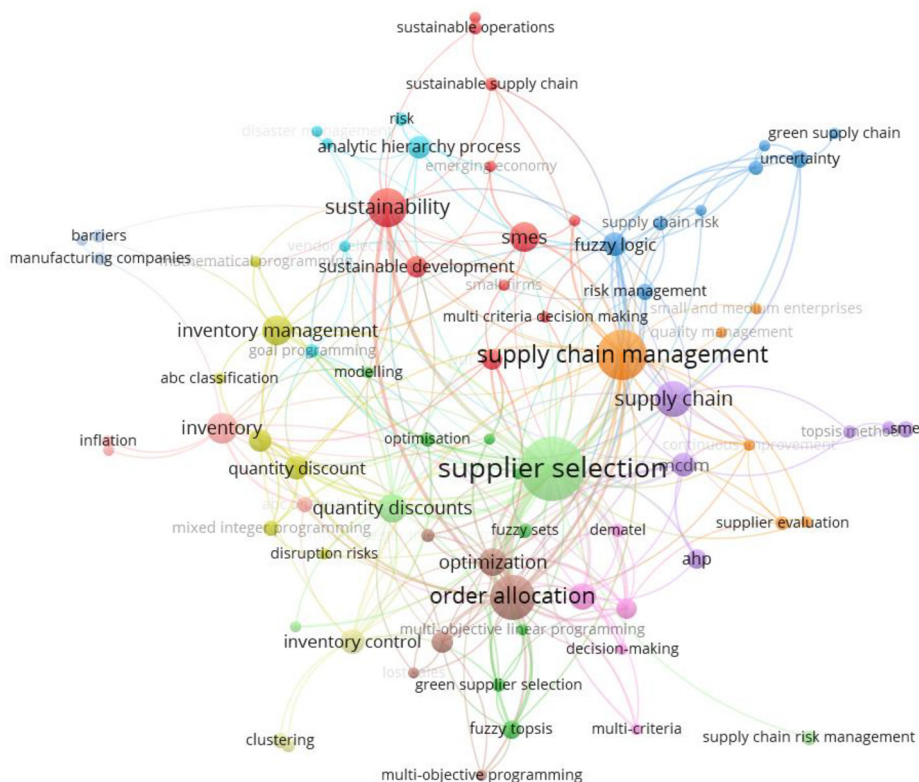 sustainable operations
sustainable supply chain
risk
disaster management
green supply chain
analytic hierarchy process
uncertainty
emerging economy
sustainability
supply chain risk
barriers
smes
fuzzy logic
vendor selection
manufacturing companies
mathematical programming
sustainable development
small firms
risk management
small and medium enterprises
multi criteria decision making
inventory management
quality management
goal programming
supply chain management
modelling
abc classification
supply chain
inflation
inventory
optimisation
topsis method
sme
continuous improvement
quantity discount
supplier selection
mcdm
quantity discounts
mixed integer programming
fuzzy sets
dematel
supplier evaluation
disruption risks
optimization
ahp
order allocation
multi-objective linear programming
inventory control
decision-making
lost sales
green supplier selection
clustering
fuzzy topsis
multi-criteria
supply chain risk management
multi-objective programming